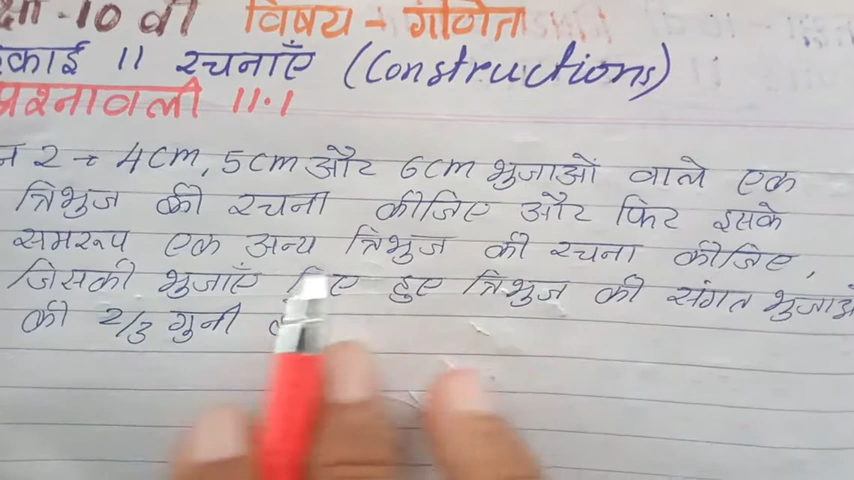 -10 वी विषय - गणित
इकाई 11 रचनाएँ (Constructions)
प्रश्नावली 11.1
न 2 → 4cm, 5cm और 6cm भुजाओं वाले एक
त्रिभुज की रचना कीजिए और फिर इसके
समरूप एक अन्य त्रिभुज की रचना कीजिए,
जिसकी भुजाएँ दिए हुए त्रिभुज की संगत भुजाओं
की 2/3 गुनी